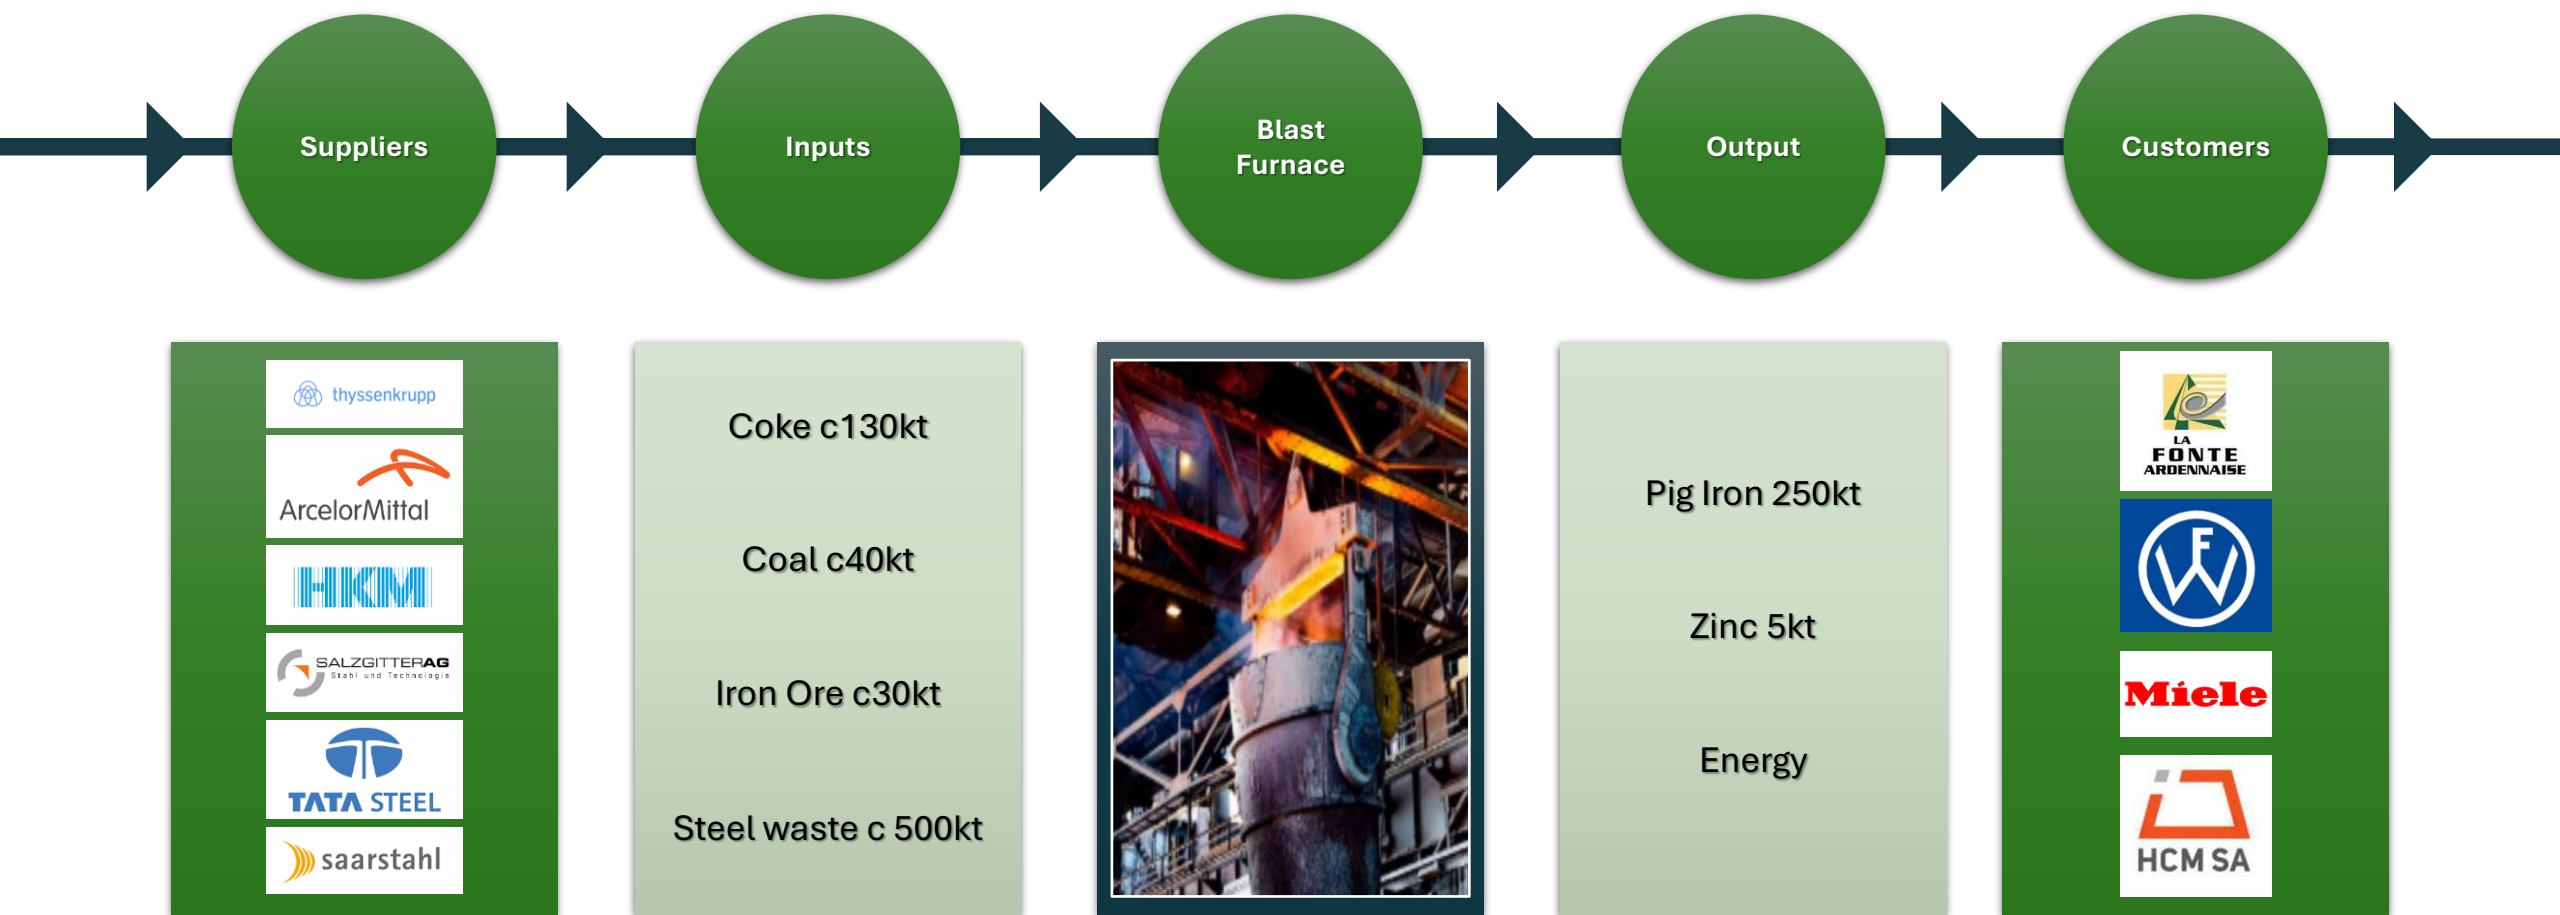 Suppliers
Inputs
Blast
Furnace
Output
Customers
thyssenkrupp
ArcelorMittal
HKM
SALZGITTERAG
Stahl und Technologie
TATA STEEL
saarstahl
Coke c130kt
Coal c40kt
Iron Ore c30kt
Steel waste c 500kt
Pig Iron 250kt
Zinc 5kt
Energy
LA
FONTE
ARDENNAISE
FW
Miele
HCM SA